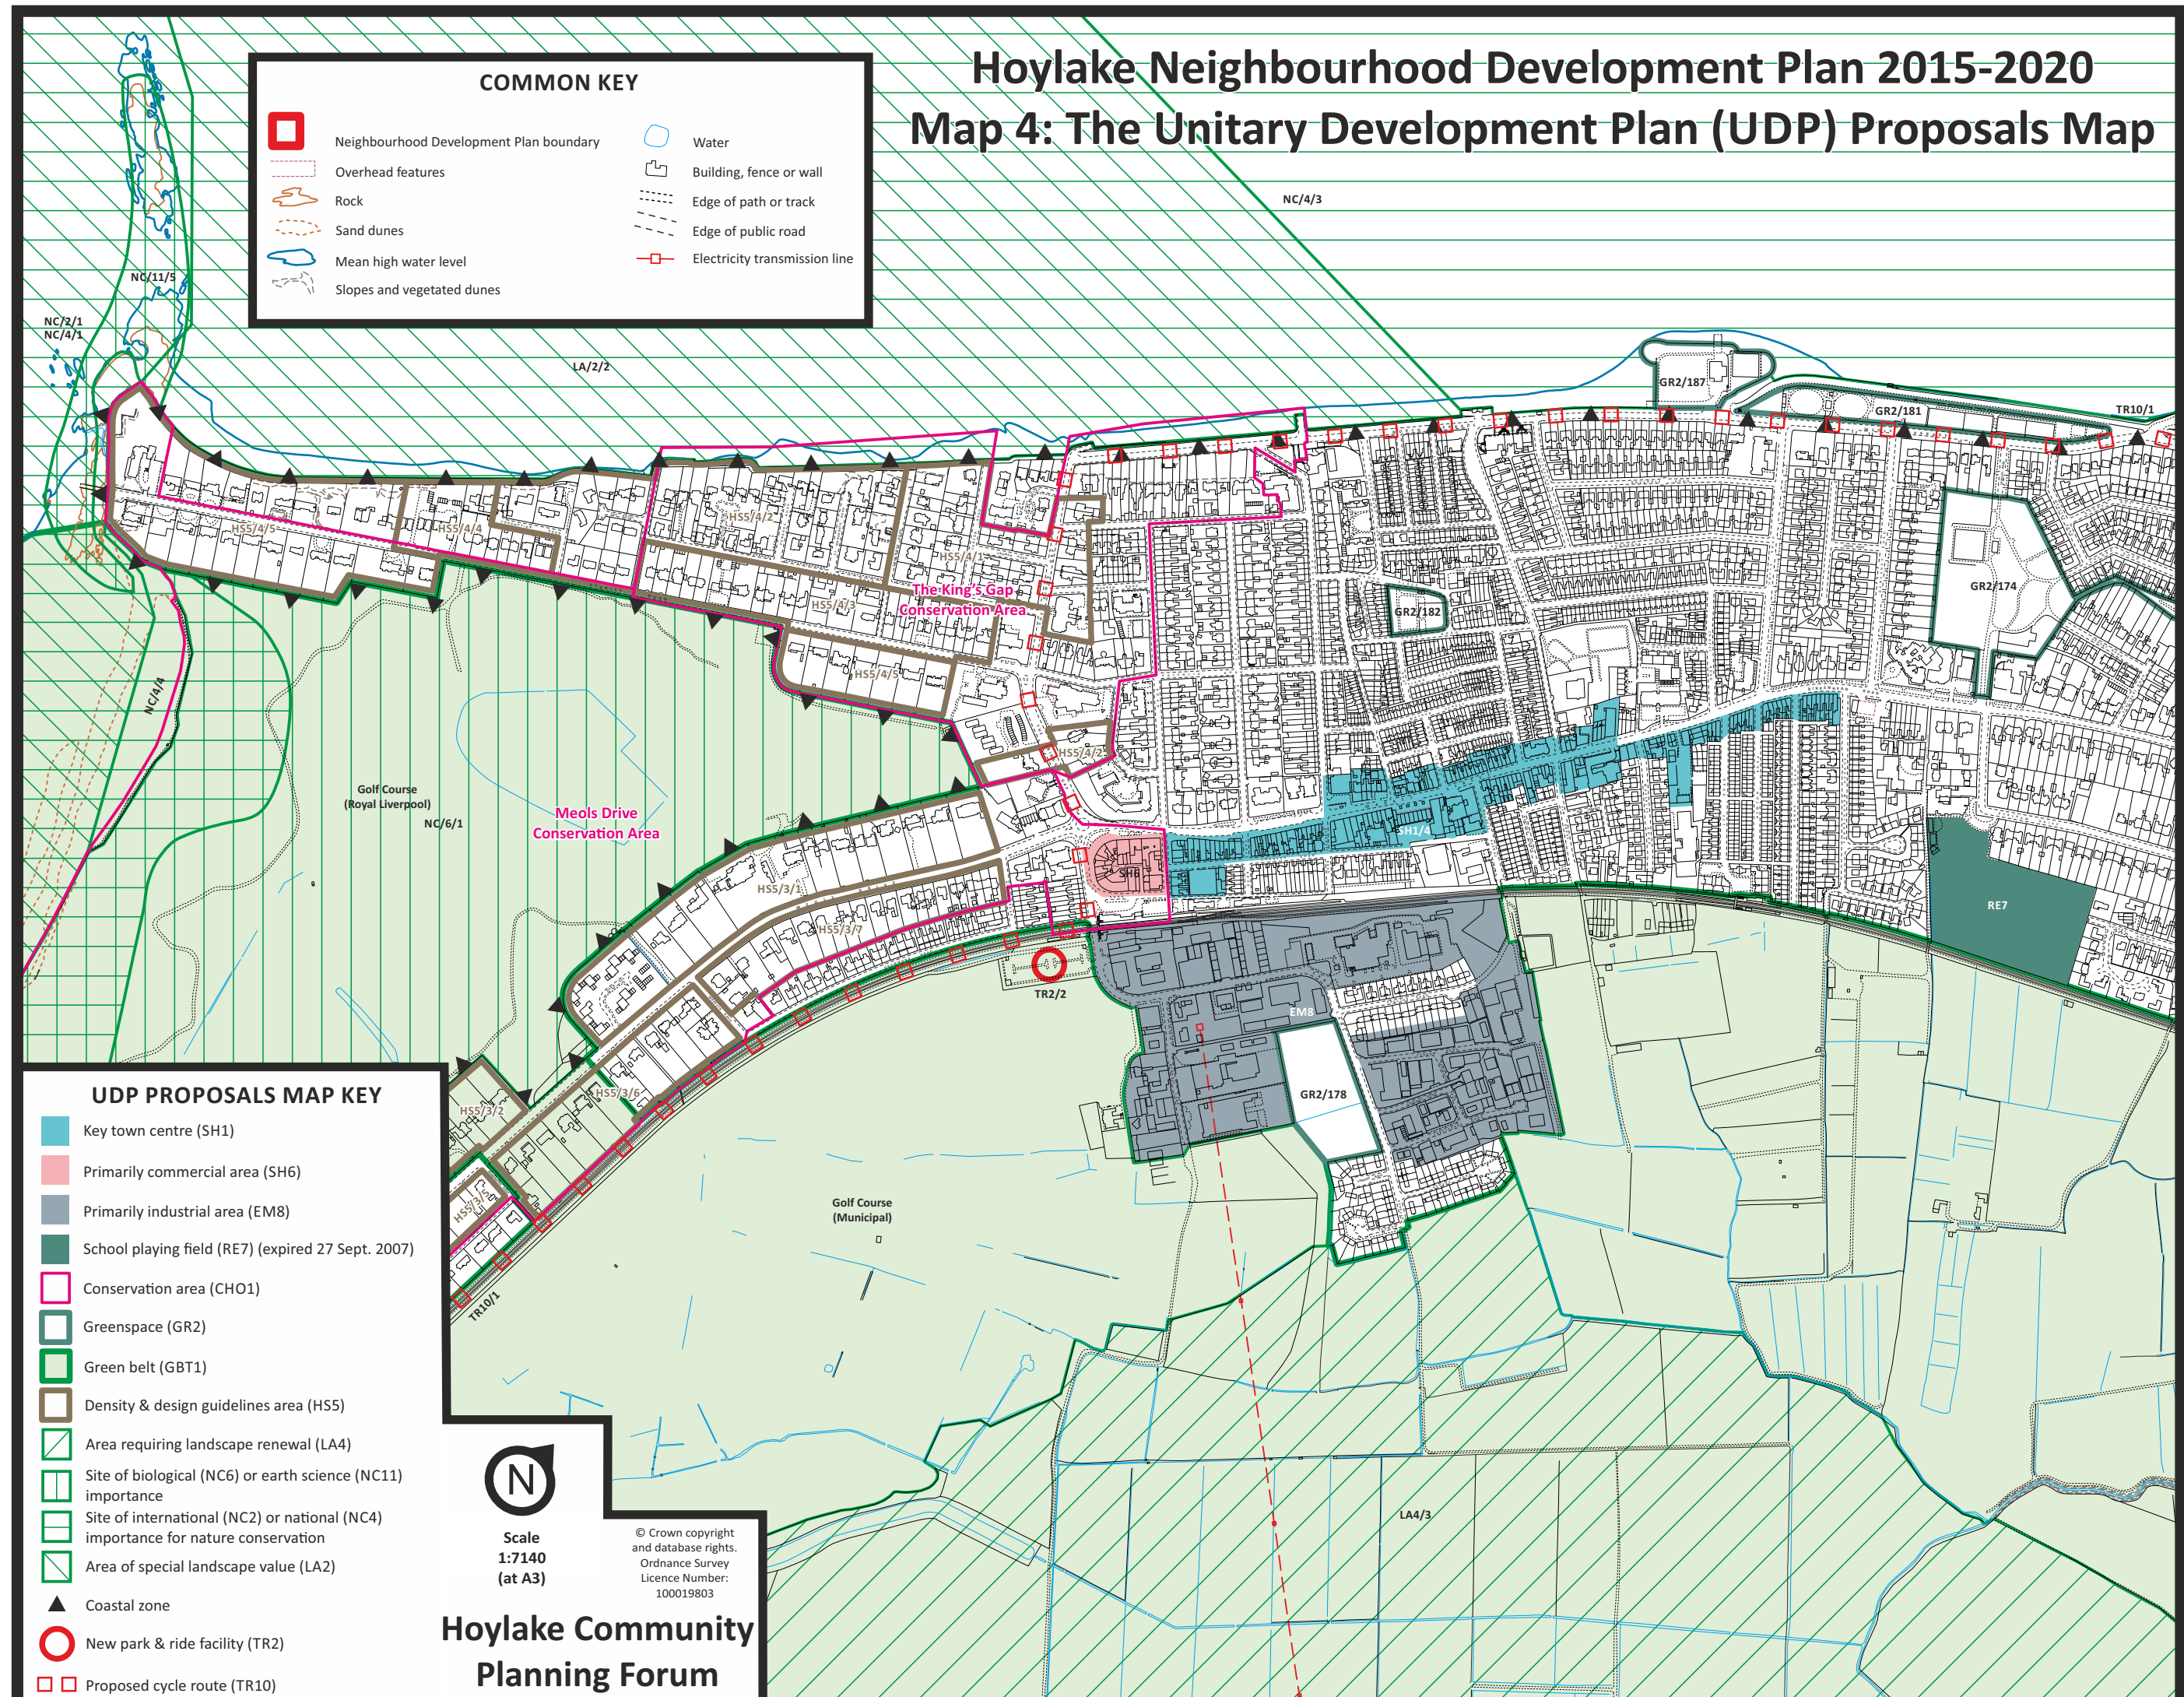 Hoylake Neighbourhood Development Plan 2015-2020
Map 4: The Unitary Development Plan (UDP) Proposals Map
COMMON KEY
Neighbourhood Development Plan boundary
Overhead features
Rock
Sand dunes
Mean high water level
Slopes and vegetated dunes
Water
Building, fence or wall
Edge of path or track
Edge of public road
Electricity transmission line
NC/4/3
NC/11/5
NC/2/1
NC/4/1
LA/2/2
GR2/187
GR2/181
TR10/1
HS5/4/5
HS5/4/4
HS5/4/2
HS5/4/1
The King's Gap
Conservation Area
HS5/4/3
GR2/182
GR2/174
HS5/4/5
NC/4/4
HS5/4/2
Golf Course
(Royal Liverpool)
NC/6/1
Meols Drive
Conservation Area
SH1/4
SH6
HS5/3/1
HS5/3/7
RE7
TR2/2
EM8
GR2/178
HS5/3/6
HS5/3/2
HS5/3/5
TR10/1
Golf Course
(Municipal)
LA4/3
UDP PROPOSALS MAP KEY
Key town centre (SH1)
Primarily commercial area (SH6)
Primarily industrial area (EM8)
School playing field (RE7) (expired 27 Sept. 2007)
Conservation area (CHO1)
Greenspace (GR2)
Green belt (GBT1)
Density & design guidelines area (HS5)
Area requiring landscape renewal (LA4)
Site of biological (NC6) or earth science (NC11)
importance
Site of international (NC2) or national (NC4)
importance for nature conservation
Area of special landscape value (LA2)
Coastal zone
New park & ride facility (TR2)
Proposed cycle route (TR10)
N
Scale
1:7140
(at A3)
© Crown copyright
and database rights.
Ordnance Survey
Licence Number:
100019803
Hoylake Community
Planning Forum